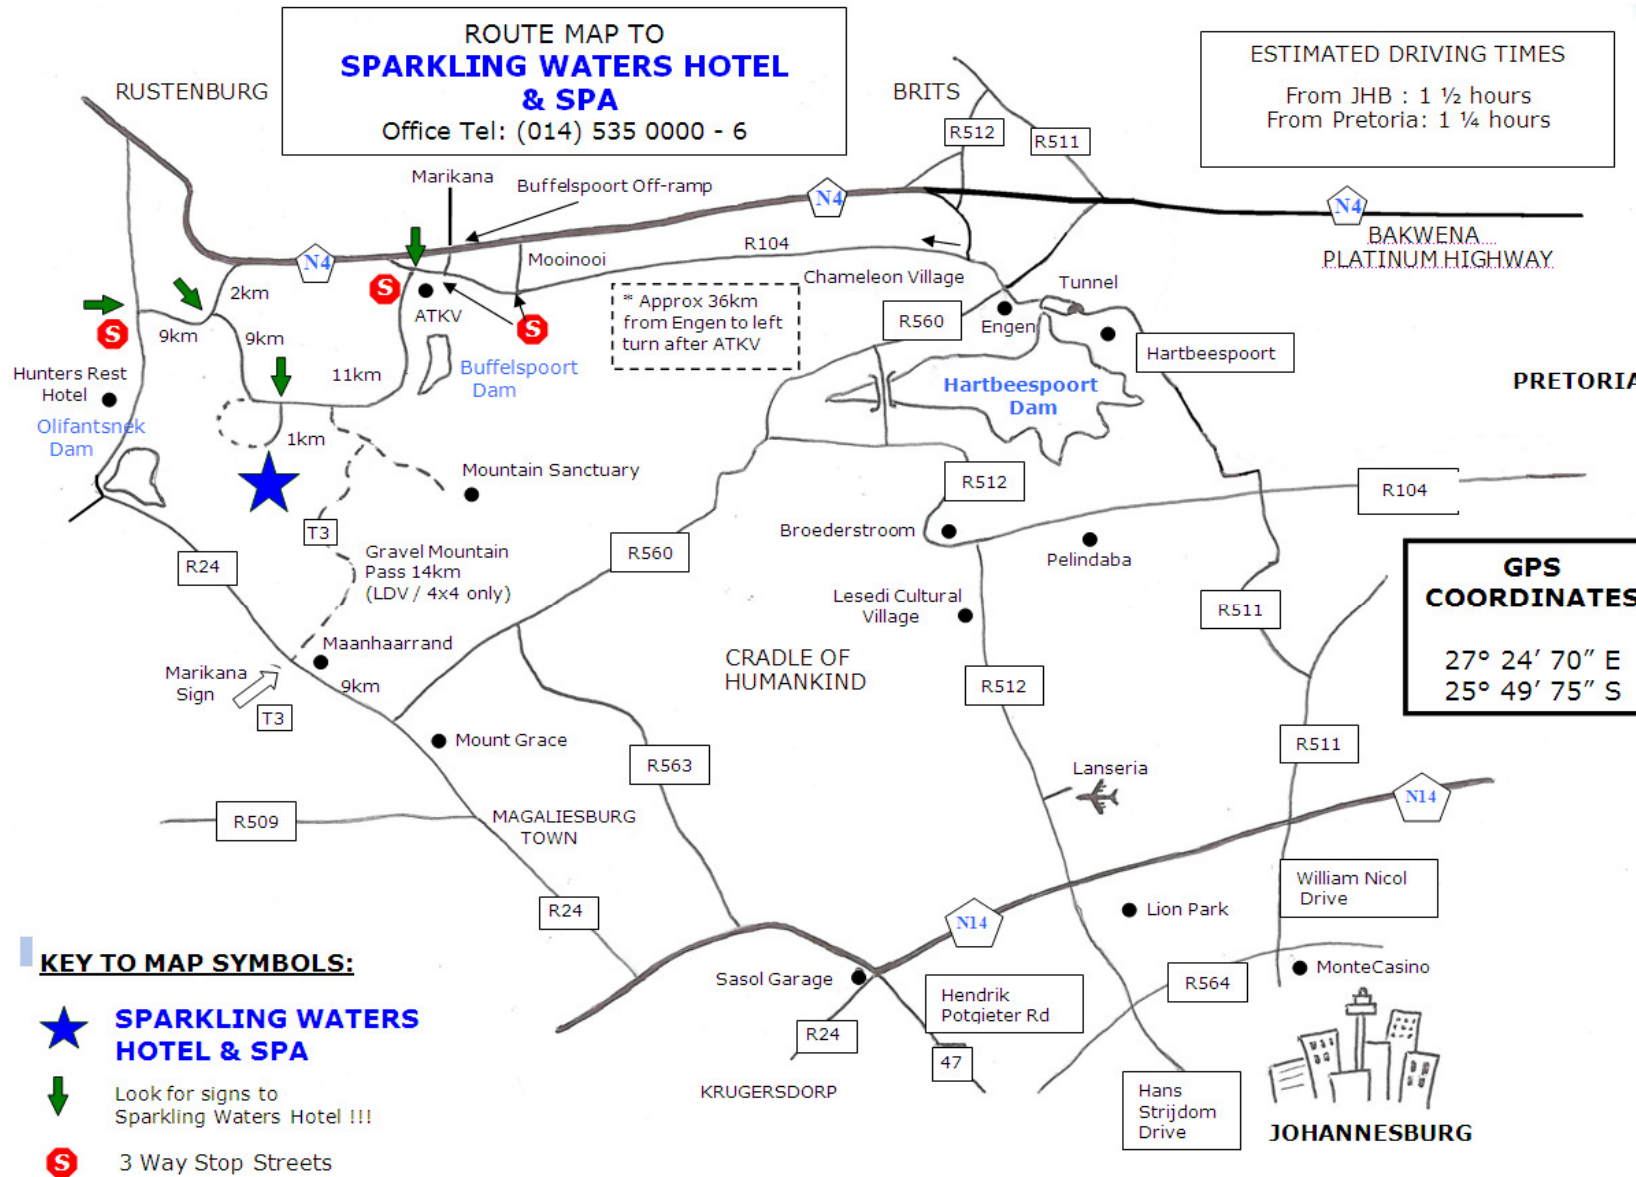 ROUTE MAP TO
SPARKLING WATERS HOTEL
& SPA
Office Tel: (014) 535 0000 - 6
ESTIMATED DRIVING TIMES
From JHB : 1 ½ hours
From Pretoria: 1 ¼ hours
RUSTENBURG
BRITS
R512
R511
Marikana
Buffelspoort Off-ramp
N4
N4
N4
BAKWENA
PLATINUM HIGHWAY
R104
Mooinooi
Chameleon Village
Tunnel
2km
S
ATKV
S
* Approx 36km
from Engen to left
turn after ATKV
R560
Engen
Hartbeespoort
S
9km
9km
11km
Buffelspoort
Dam
Hartbeespoort
Dam
PRETORIA
Hunters Rest
Hotel
Olifantsnek
Dam
1km
Mountain Sanctuary
R512
R104
T3
Broederstroom
Pelindaba
R24
Gravel Mountain
Pass 14km
(LDV / 4x4 only)
R560
Lesedi Cultural
Village
R511
GPS
COORDINATES
27° 24’ 70” E
25° 49’ 75” S
Maanhaarrand
Marikana
Sign
T3
9km
CRADLE OF
HUMANKIND
R512
Mount Grace
R563
R511
Lanseria
N14
R509
MAGALIESBURG
TOWN
R24
N14
William Nicol
Drive
Lion Park
Sasol Garage
Hendrik
Potgieter Rd
R564
MonteCasino
R24
47
KRUGERSDORP
Hans
Strijdom
Drive
JOHANNESBURG
KEY TO MAP SYMBOLS:
SPARKLING WATERS
HOTEL & SPA
Look for signs to
Sparkling Waters Hotel !!!
S
3 Way Stop Streets